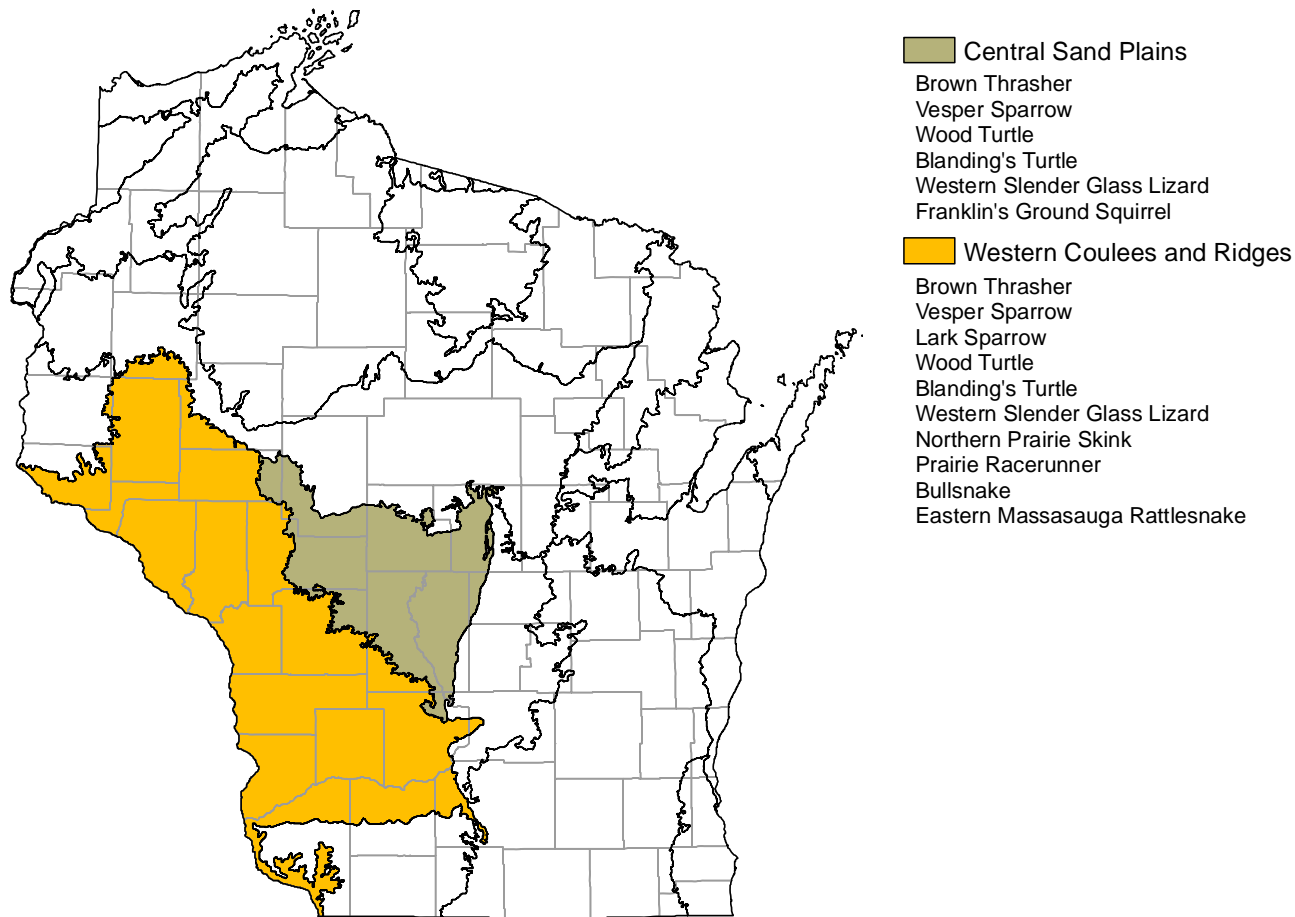 Central Sand Plains
Brown Thrasher
Vesper Sparrow
Wood Turtle
Blanding's Turtle
Western Slender Glass Lizard
Franklin's Ground Squirrel
Western Coulees and Ridges
Brown Thrasher
Vesper Sparrow
Lark Sparrow
Wood Turtle
Blanding's Turtle
Western Slender Glass Lizard
Northern Prairie Skink
Prairie Racerunner
Bullsnake
Eastern Massasauga Rattlesnake